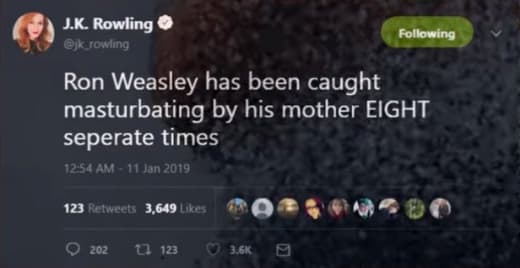 J.K. Rowling
Following
@jk_rowling
Ron Weasley has been caught
masturbating by his mother EIGHT
seperate times
12:54 AM - 11 Jan 2019
123 Retweets 3,649 Likes
202 123 3.6K